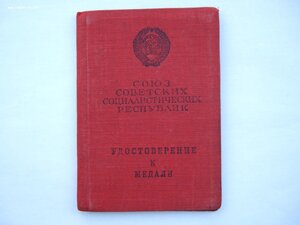 СОЮЗ
СОВЕТСКИХ
СОЦИАЛИСТИЧЕСКИХ
РЕСПУБЛИК
УДОСТОВЕРЕНИЕ
К
МЕДАЛИ